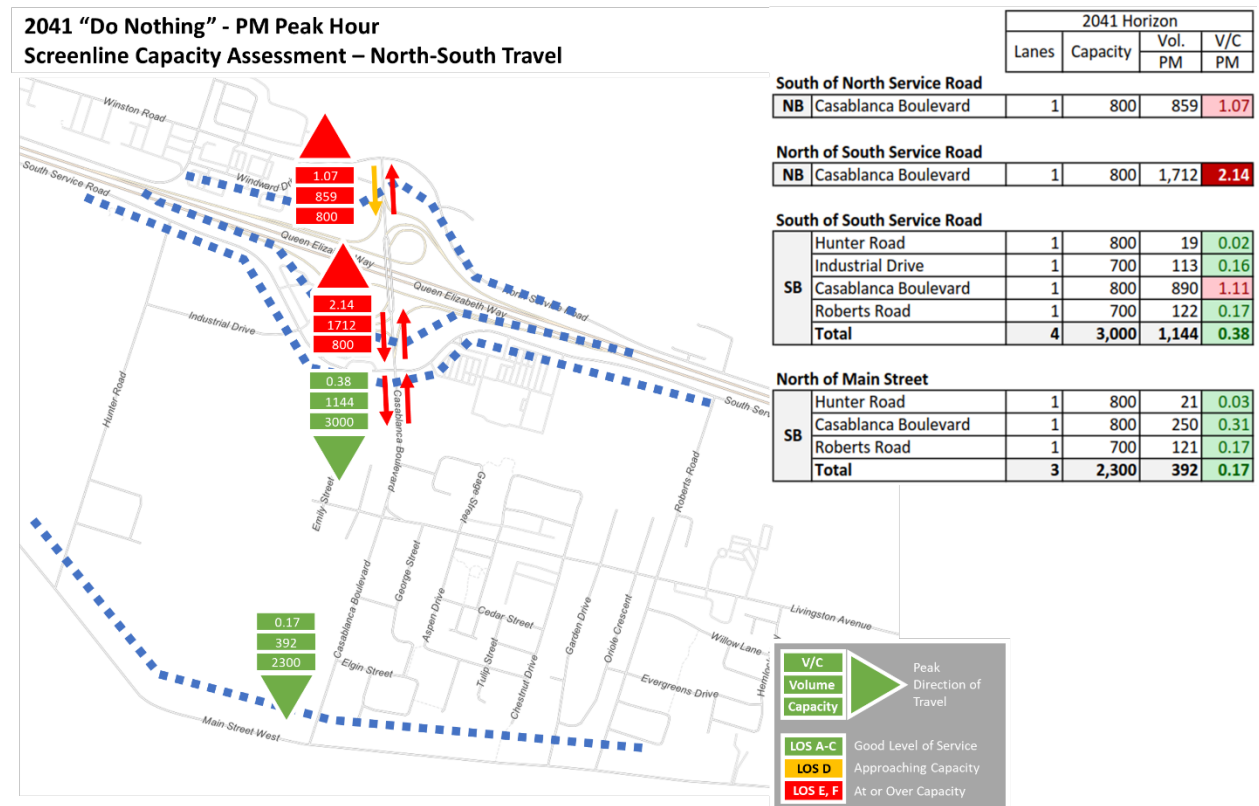 2041 “Do Nothing” - PM Peak Hour
Screenline Capacity Assessment – North-South Travel
2041 Horizon
Lanes Capacity Vol. V/C
PM PM
South of North Service Road
NB Casablanca Boulevard 1 800 859 1.07
North of South Service Road
NB Casablanca Boulevard 1 800 1,712 2.14
South of South Service Road
SB
Hunter Road 1 800 19 0.02
Industrial Drive 1 700 113 0.16
Casablanca Boulevard 1 800 890 1.11
Roberts Road 1 700 122 0.17
Total 4 3,000 1,144 0.38
North of Main Street
SB
Hunter Road 1 800 21 0.03
Casablanca Boulevard 1 800 250 0.31
Roberts Road 1 700 121 0.17
Total 3 2,300 392 0.17
Winston Road
South Service Road
Windward
1.07
859
800
Queen Eliza
Way
Queen Elizabeth Way
Service Road
2.14
1712
800
Industrial Drive
Hunter Road
0.38
1144
3000
Casablanca Boulevard
South Serv
Emily Street
Gage Street
Roberts Road
Casablanca Boulevard
George Street
Aspen Drive
Cedar Street
Tulip Street
Chestnut Drive
Garden Drive
Oriole Crescent
Livingston Avenue
Willow Lane
Evergreens Drive
Elgin Street
0.17
392
2300
Main Street West
V/C
Volume
Capacity
Peak
Direction of
Travel
LOS A-C Good Level of Service
LOS D Approaching Capacity
LOS E, F At or Over Capacity